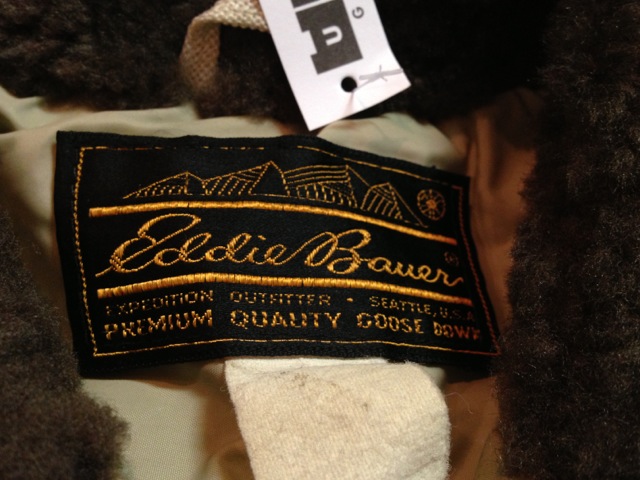 U G
Eddie Bauer
EXPEDITION OUTFITTER • SEATTLE, U.S.A
PREMIUM QUALITY GOOSE DOWN